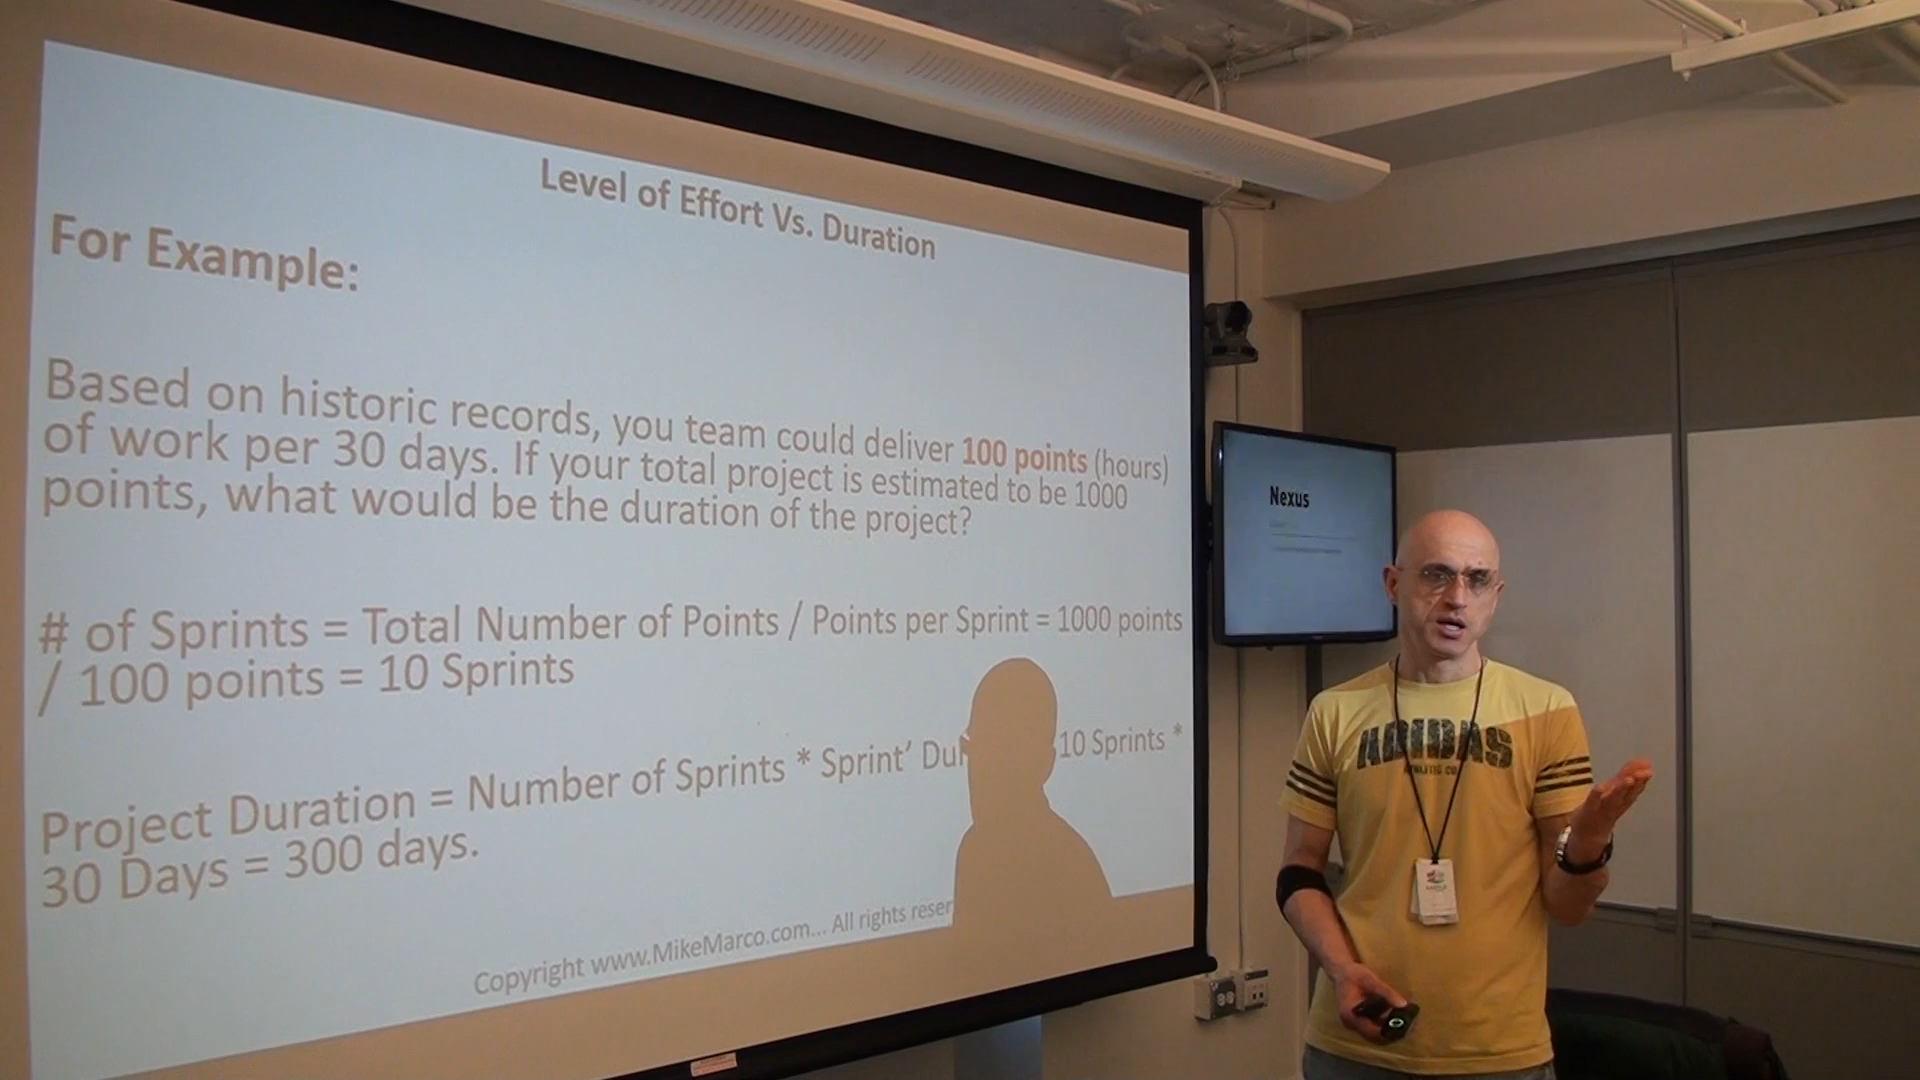 Level of Effort Vs. Duration
For Example:
Based on historic records, you team could deliver 100 points (hours)
of work per 30 days. If your total project is estimated to be 1000
points, what would be the duration of the project?
# of Sprints = Total Number of Points / Points per Sprint = 1000 points
/ 100 points = 10 Sprints
Project Duration = Number of Sprints * Sprint' Du 10 Sprints *
30 Days = 300 days.
Copyright www.MikeMarco.com... All rights reser
Nexus
ADIDAS